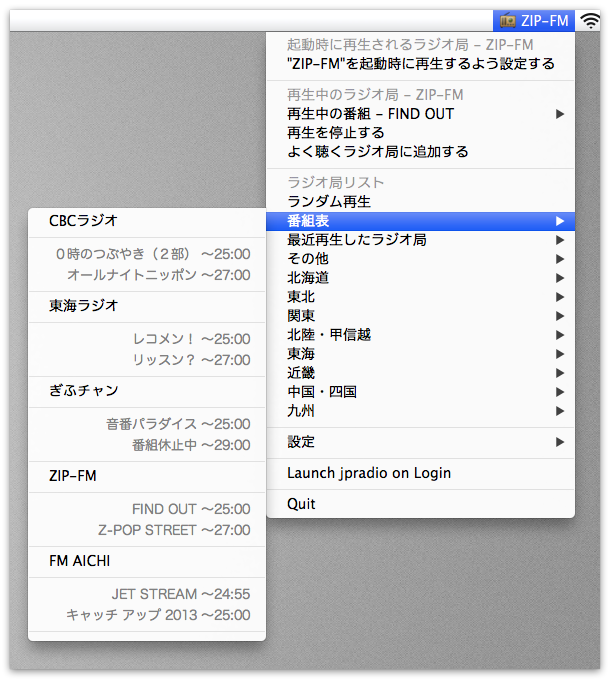 ZIP-FM
起動時に再生されるラジオ局 – ZIP-FM
"ZIP-FM"を起動時に再生するよう設定する
再生中のラジオ局 – ZIP-FM
再生中の番組 – FIND OUT
再生を停止する
よく聴くラジオ局に追加する
ラジオ局リスト
ランダム再生
番組表
最近再生したラジオ局
その他
北海道
東北
関東
北陸・甲信越
東海
近畿
中国・四国
九州
設定
Launch jpradio on Login
Quit
CBCラジオ
０時のつぶやき（２部） ～25:00
オールナイトニッポン ～27:00
東海ラジオ
レコメン！ ～25:00
リッスン？ ～27:00
ぎふチャン
音番パラダイス ～25:00
番組休止中 ～29:00
ZIP-FM
FIND OUT ～25:00
Z-POP STREET ～27:00
FM AICHI
JET STREAM ～24:55
キャッチ アップ 2013 ～25:00